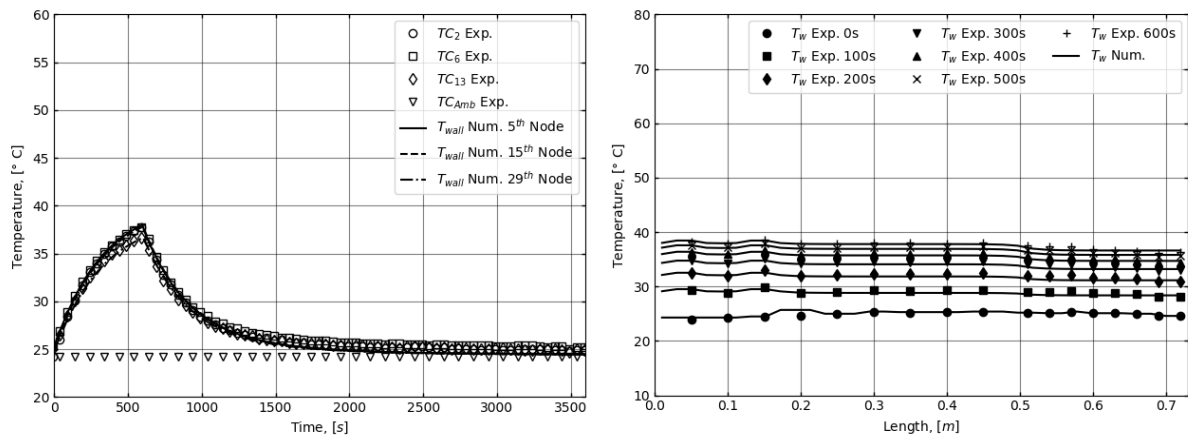 60
55
50
45
40
35
30
25
20
Temperature, [° C]
TC2 Exp.
TC6 Exp.
TC13 Exp.
TCAmb Exp.
Twall Num. 5th Node
Twall Num. 15th Node
Twall Num. 29th Node
0 500 1000 1500 2000 2500 3000 3500
Time, [s]
80
70
60
50
40
30
20
10
Temperature, [° C]
Tw Exp. 0s
Tw Exp. 100s
Tw Exp. 200s
Tw Exp. 300s
Tw Exp. 400s
Tw Exp. 500s
Tw Exp. 600s
Tw Num.
0.0 0.1 0.2 0.3 0.4 0.5 0.6 0.7
Length, [m]